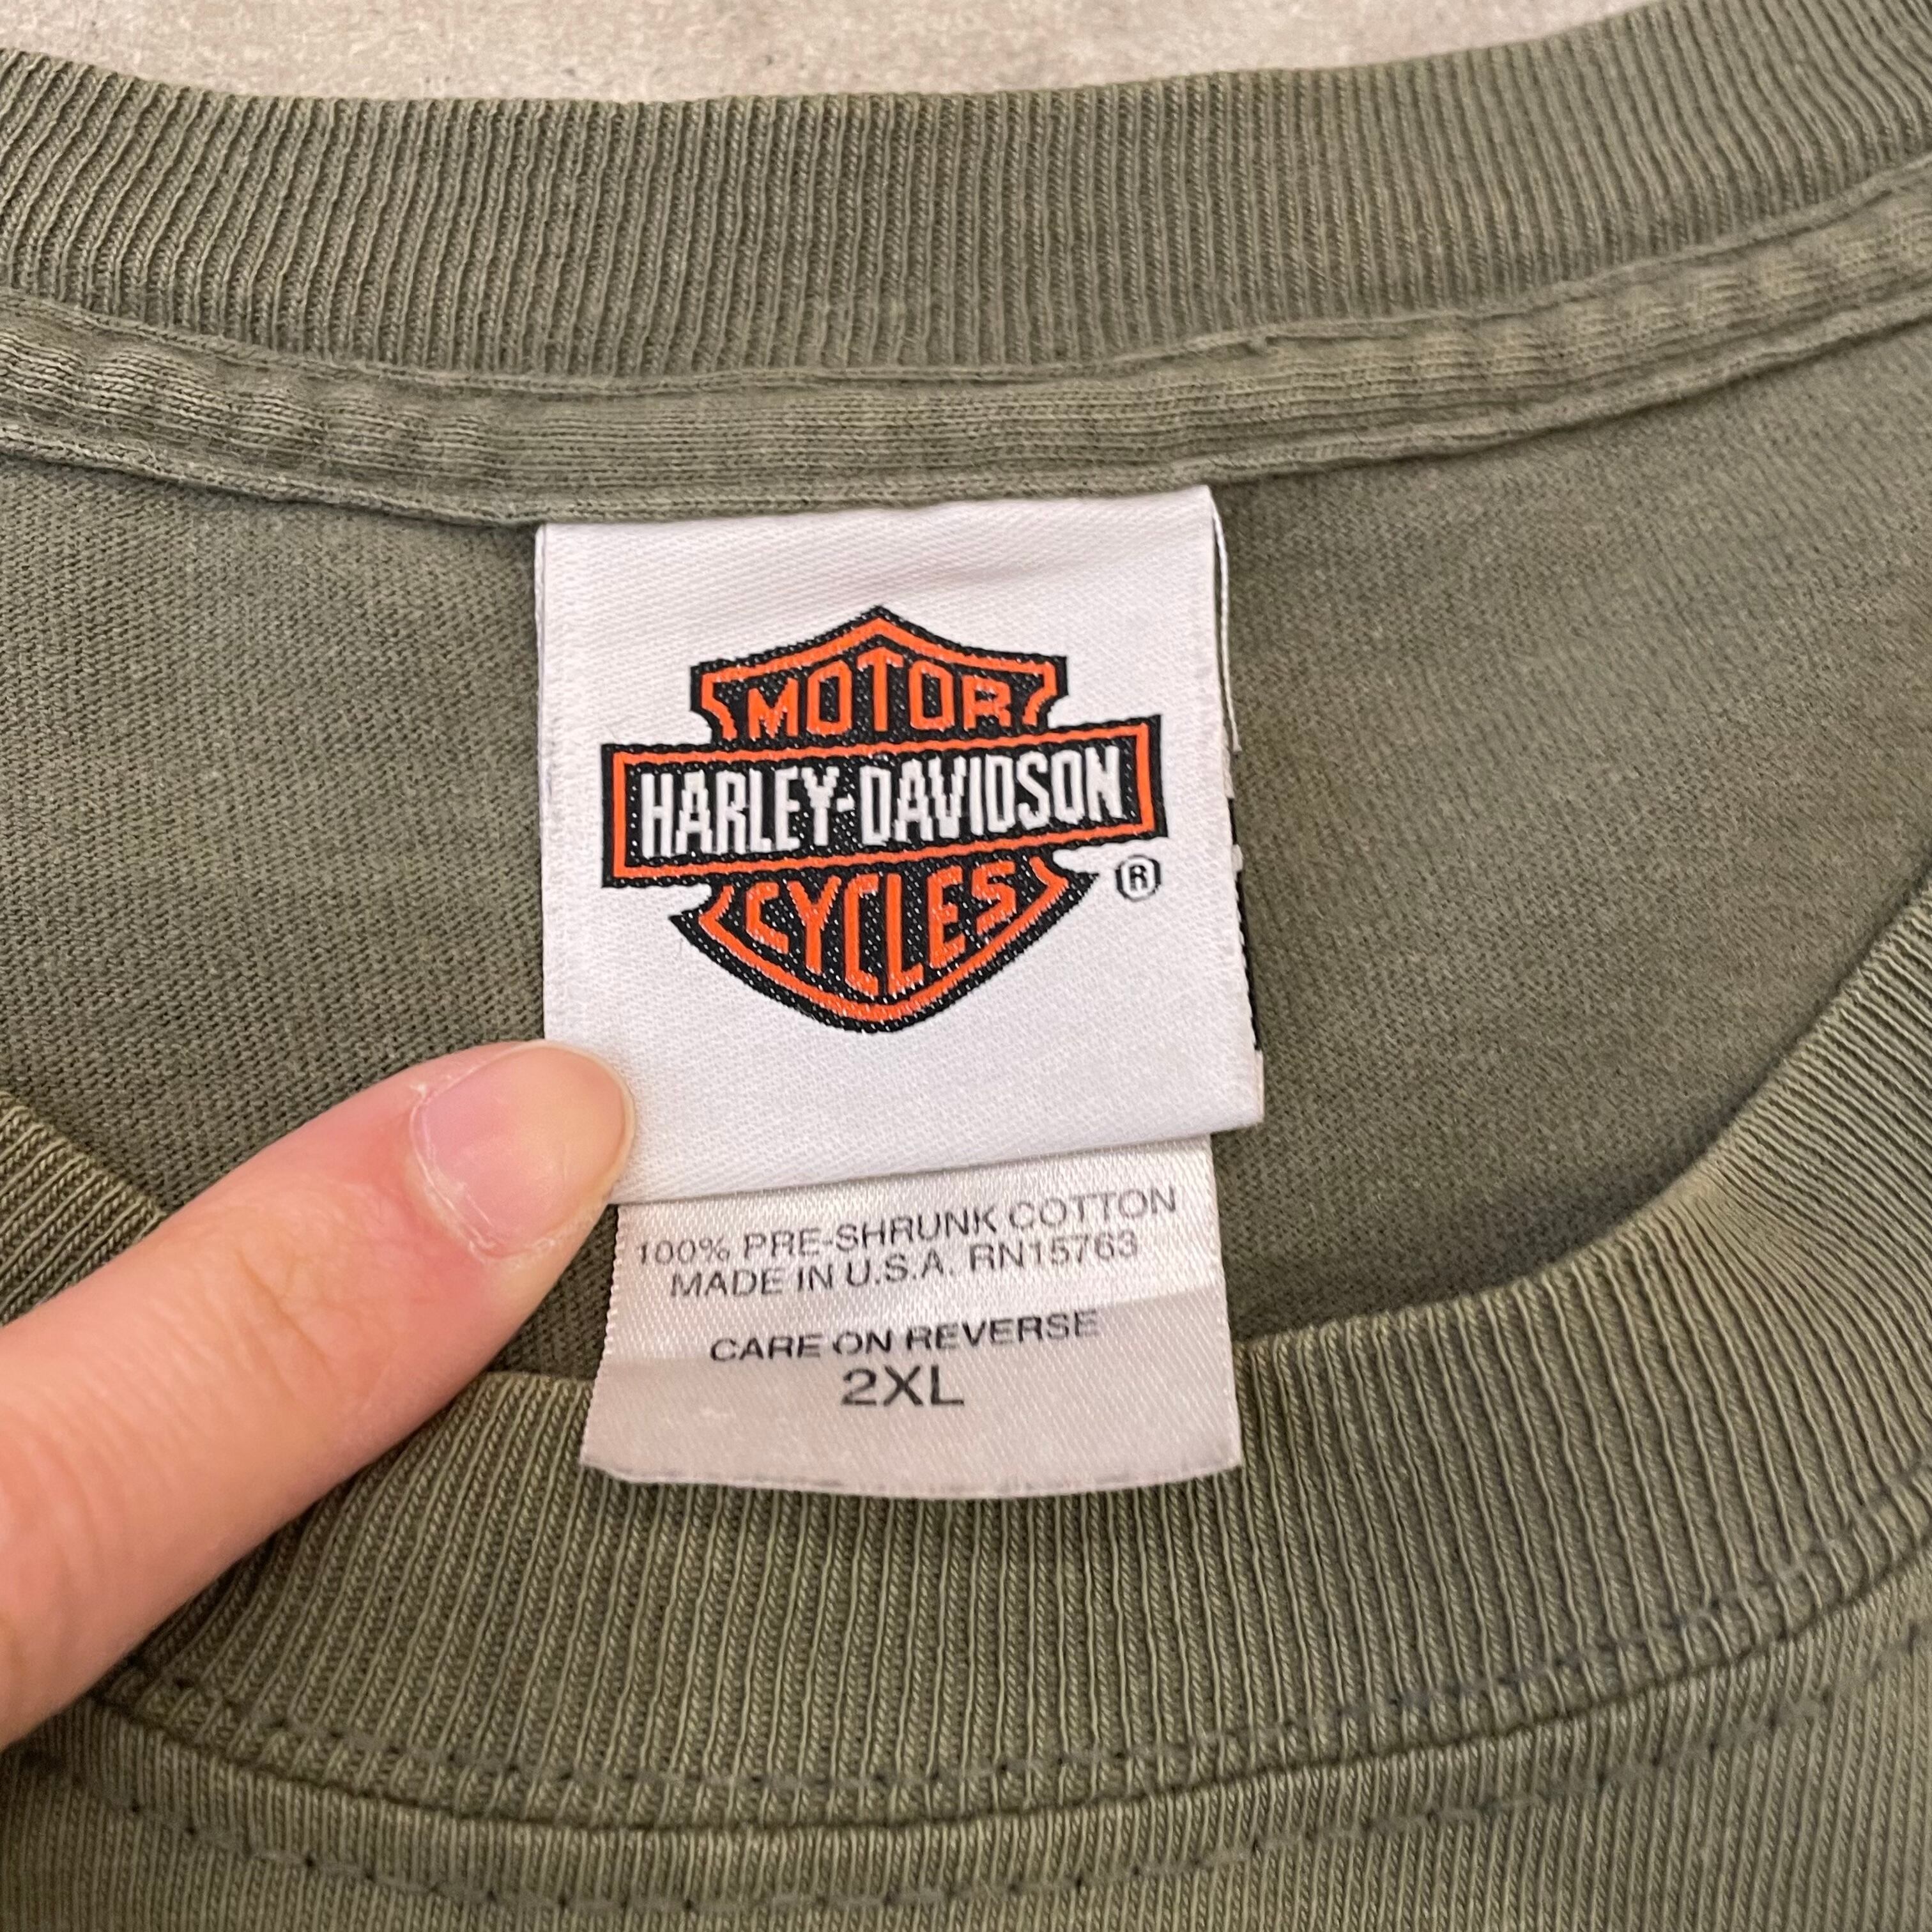 MOTOR
HARLEY-DAVIDSON
CYCLES
®
100% PRE-SHRUNK COTTON
MADE IN U.S.A. RN15763
CARE ON REVERSE
2XL